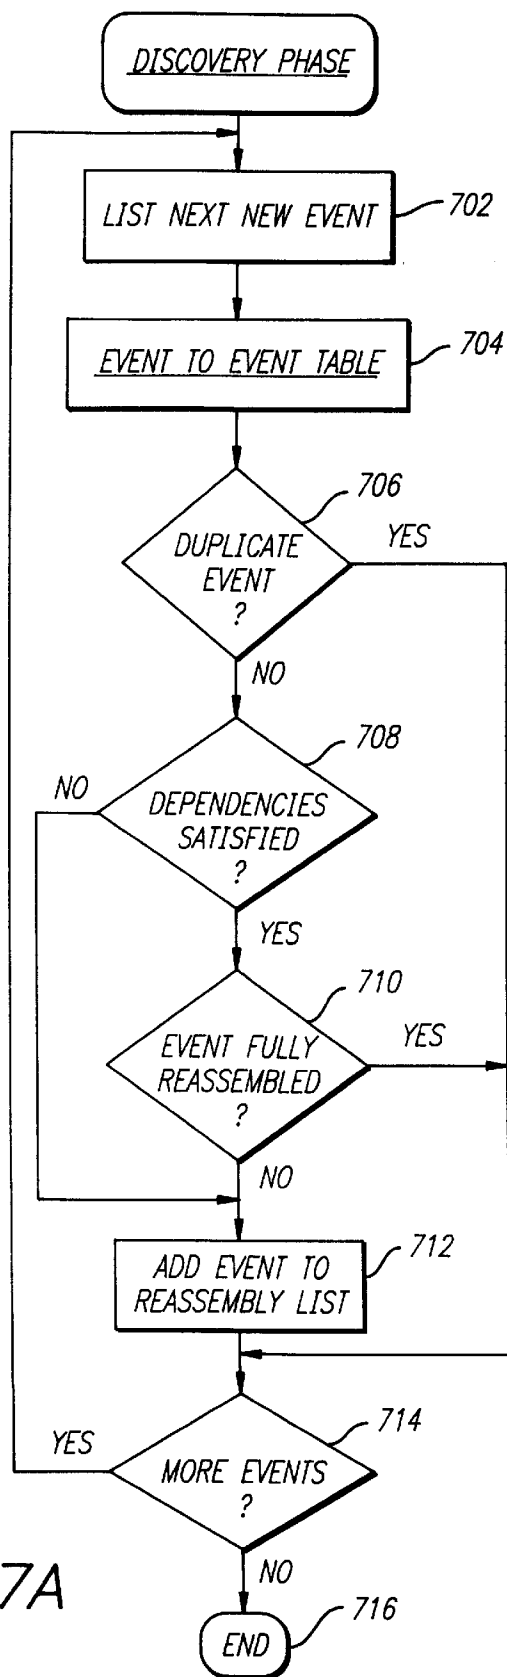 DISCOVERY PHASE
LIST NEXT NEW EVENT
702
EVENT TO EVENT TABLE
704
706
DUPLICATE
EVENT
?
YES
NO
708
NO
DEPENDENCIES
SATISFIED
?
YES
710
EVENT FULLY
REASSEMBLED
?
YES
NO
712
ADD EVENT TO
REASSEMBLY LIST
714
YES
MORE EVENTS
?
NO
7A
716
END